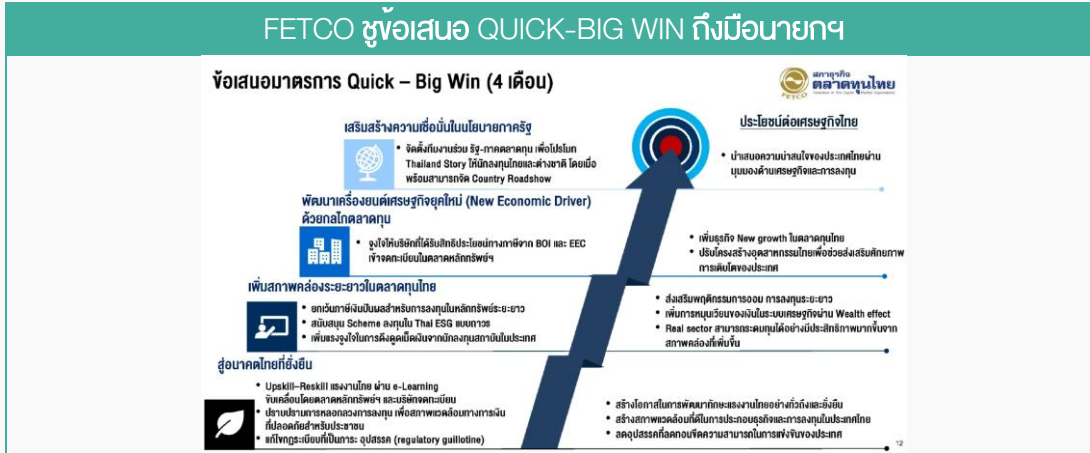 FETCO ชูข้อเสนอ QUICK-BIG WIN ถึงมือนายกฯ
ข้อเสนอมาตรการ Quick – Big Win (4 เดือน)
FETCO
สภาธุรกิจ
ตลาดทุนไทย
เสริมสร้างความเชื่อมั่นในนโยบายภาครัฐ
• จัดตั้งทีมงานร่วม รัฐ-ภาคตลาดทุน เพื่อโปรโมท
Thailand Story ให้นักลงทุนไทยและต่างชาติ โดยเมื่อ
พร้อมสามารถจัด Country Roadshow
ประโยชน์ต่อเศรษฐกิจไทย
• นำเสนอความน่าสนใจของประเทศไทยผ่าน
มุมมองด้านเศรษฐกิจและการลงทุน
พัฒนาเครื่องยนต์เศรษฐกิจยุคใหม่ (New Economic Driver)
ด้วยกลไกตลาดทุน
• จูงใจให้บริษัทที่ได้รับสิทธิประโยชน์ทางภาษีจาก BOI และ EEC
เข้าจดทะเบียนในตลาดหลักทรัพย์ฯ
• เพิ่มธุรกิจ New growth ในตลาดทุนไทย
• ปรับโครงสร้างอุตสาหกรรมไทยเพื่อช่วยส่งเสริมศักยภาพ
การเติบโตของประเทศ
เพิ่มสภาพคล่องระยะยาวในตลาดทุนไทย
• ยกเว้นภาษีเงินปันผลสำหรับการลงทุนในหลักทรัพย์ระยะยาว
• สนับสนุน Scheme ลงทุนใน Thai ESG แบบถาวร
• เพิ่มแรงจูงใจในการดึงดูดเม็ดเงินจากนักลงทุนสถาบันในประเทศ
• ส่งเสริมพฤติกรรมการออม การลงทุนระยะยาว
• เพิ่มการหมุนเวียนของเงินในระบบเศรษฐกิจผ่าน Wealth effect
• Real sector สามารถระดมทุนได้อย่างมีประสิทธิภาพมากขึ้นจาก
สภาพคล่องที่เพิ่มขึ้น
สู่อนาคตไทยที่ยั่งยืน
• Upskill–Reskill แรงงานไทย ผ่าน e-Learning
ขับเคลื่อนโดยตลาดหลักทรัพย์ฯ และบริษัทจดทะเบียน
• ปราบปรามการหลอกลวงการลงทุน เพื่อสภาพแวดล้อมทางการเงิน
ที่ปลอดภัยสำหรับประชาชน
• แก้ไขกฎระเบียบที่เป็นภาระ อุปสรรค (regulatory guillotine)
• สร้างโอกาสในการพัฒนาทักษะแรงงานไทยอย่างทั่วถึงและยั่งยืน
• สร้างสภาพแวดล้อมที่ดีในการประกอบธุรกิจและการลงทุนในประเทศไทย
• ลดอุปสรรคที่ลดทอนขีดความสามารถในการแข่งขันของประเทศ
12